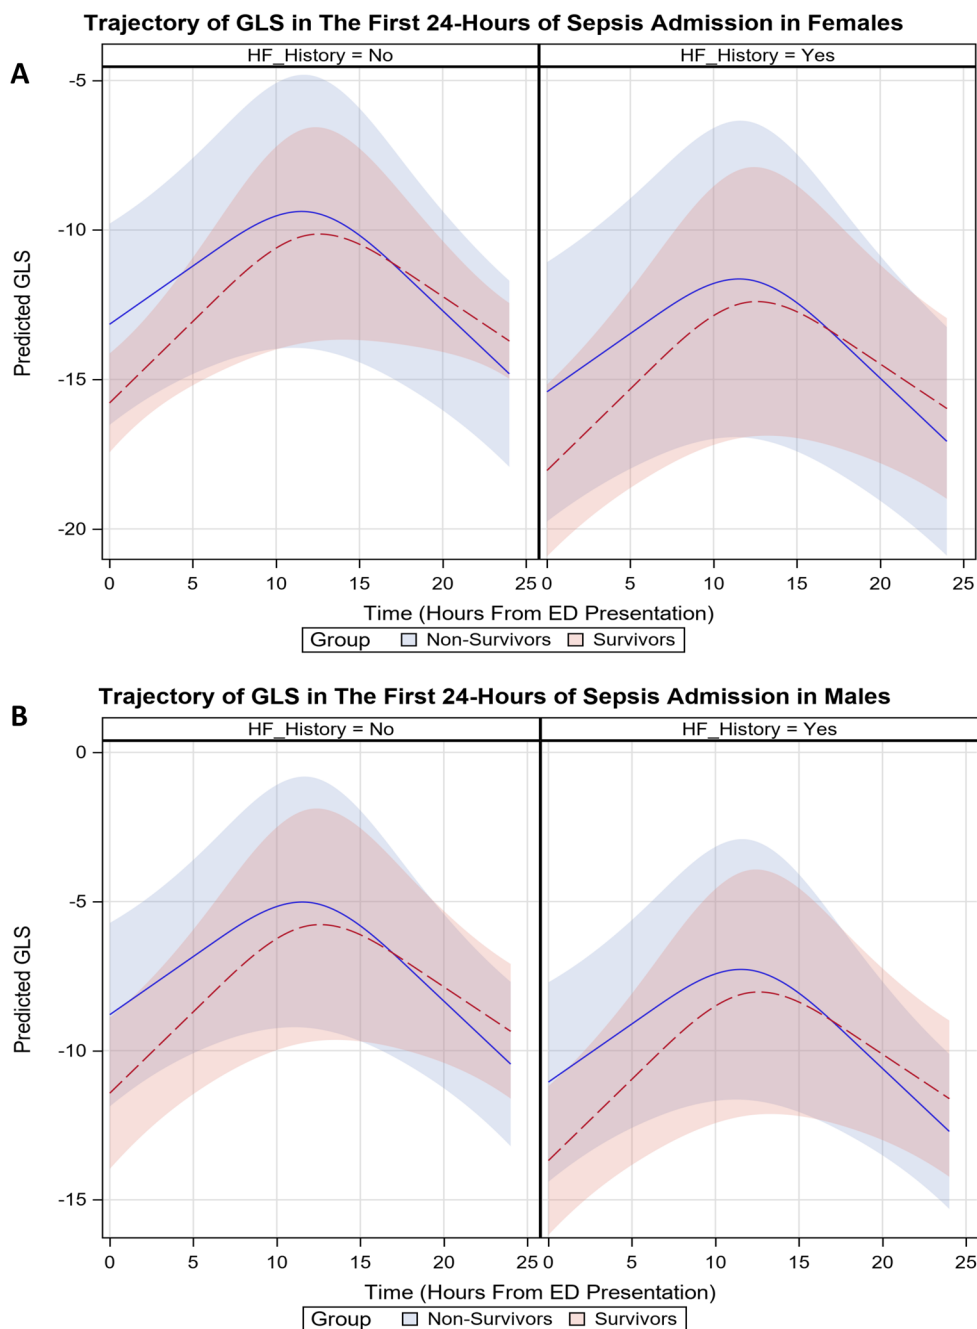 Trajectory of GLS in The First 24-Hours of Sepsis Admission in Females
A
HF_History = No
HF_History = Yes
Predicted GLS
-5
-10
-15
-20
0 5 10 15 20 25
0 5 10 15 20 25
Time (Hours From ED Presentation)
Group Non-Survivors Survivors
Trajectory of GLS in The First 24-Hours of Sepsis Admission in Males
B
HF_History = No
HF_History = Yes
Predicted GLS
0
-5
-10
-15
0 5 10 15 20 25
0 5 10 15 20 25
Time (Hours From ED Presentation)
Group Non-Survivors Survivors